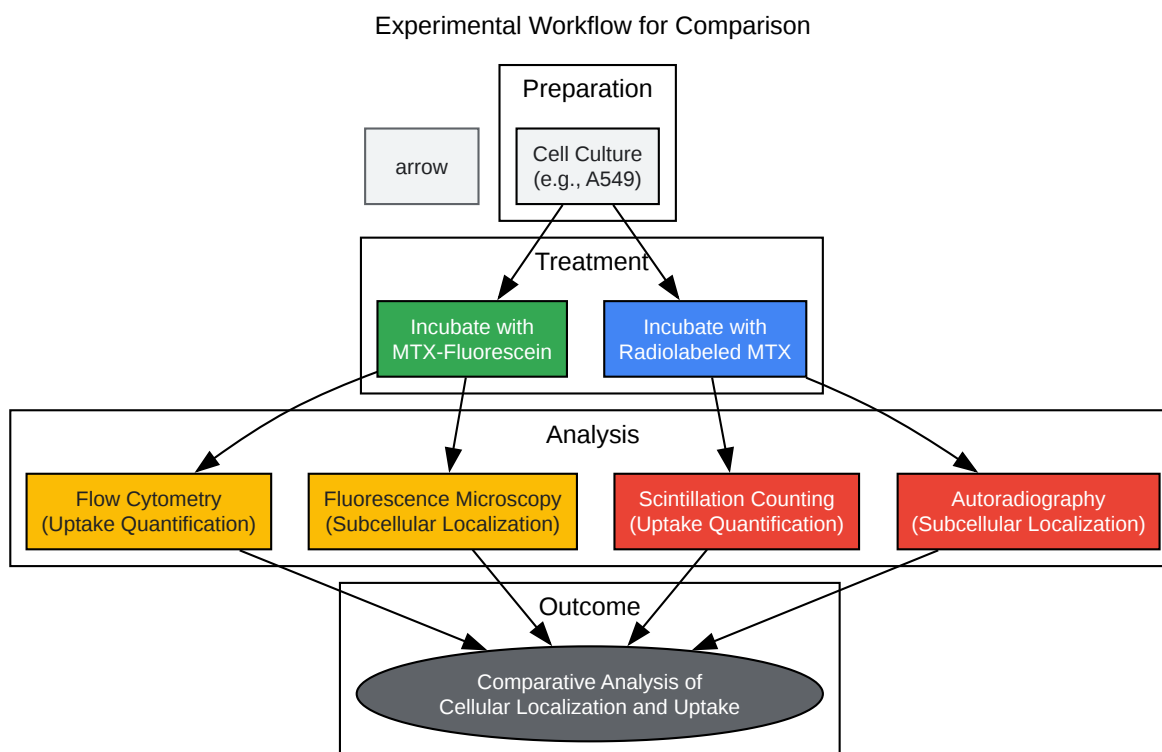 Experimental Workflow for Comparison
Preparation
arrow
Cell Culture
(e.g., A549)
Treatment
Incubate with
MTX-Fluorescein
Incubate with
Radiolabeled MTX
Analysis
Flow Cytometry
(Uptake Quantification)
Fluorescence Microscopy
(Subcellular Localization)
Scintillation Counting
(Uptake Quantification)
Autoradiography
(Subcellular Localization)
Outcome
Comparative Analysis of
Cellular Localization and Uptake